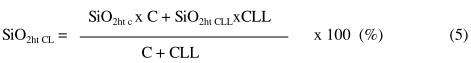 SiO2ht c x C + SiO2ht CLLxCLL
SiO2ht CL = x 100 (%) (5)
C + CLL